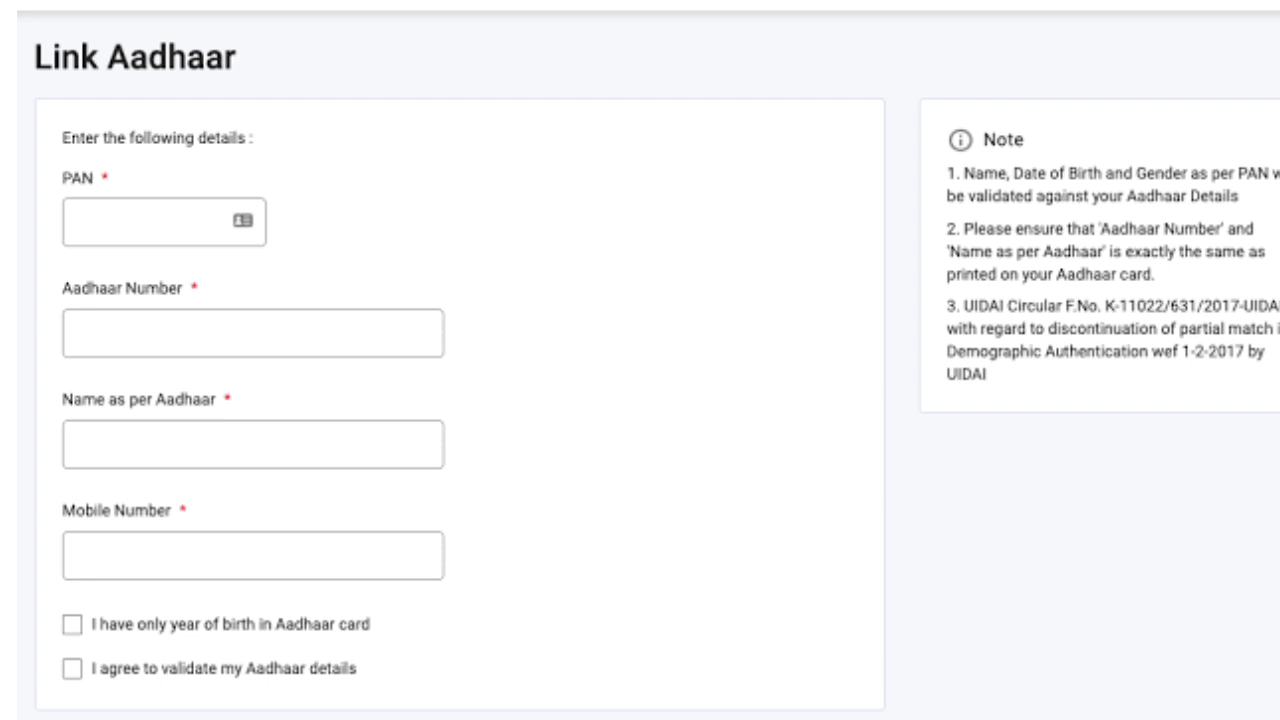 Link Aadhaar
Enter the following details :
PAN *
Aadhaar Number *
Name as per Aadhaar *
Mobile Number *
I have only year of birth in Aadhaar card
I agree to validate my Aadhaar details
Note
1. Name, Date of Birth and Gender as per PAN
be validated against your Aadhaar Details
2. Please ensure that 'Aadhaar Number' and
'Name as per Aadhaar' is exactly the same as
printed on your Aadhaar card.
3. UIDAI Circular F.No. K-11022/631/2017-UIDAI
with regard to discontinuation of partial match
Demographic Authentication wef 1-2-2017 by
UIDAI